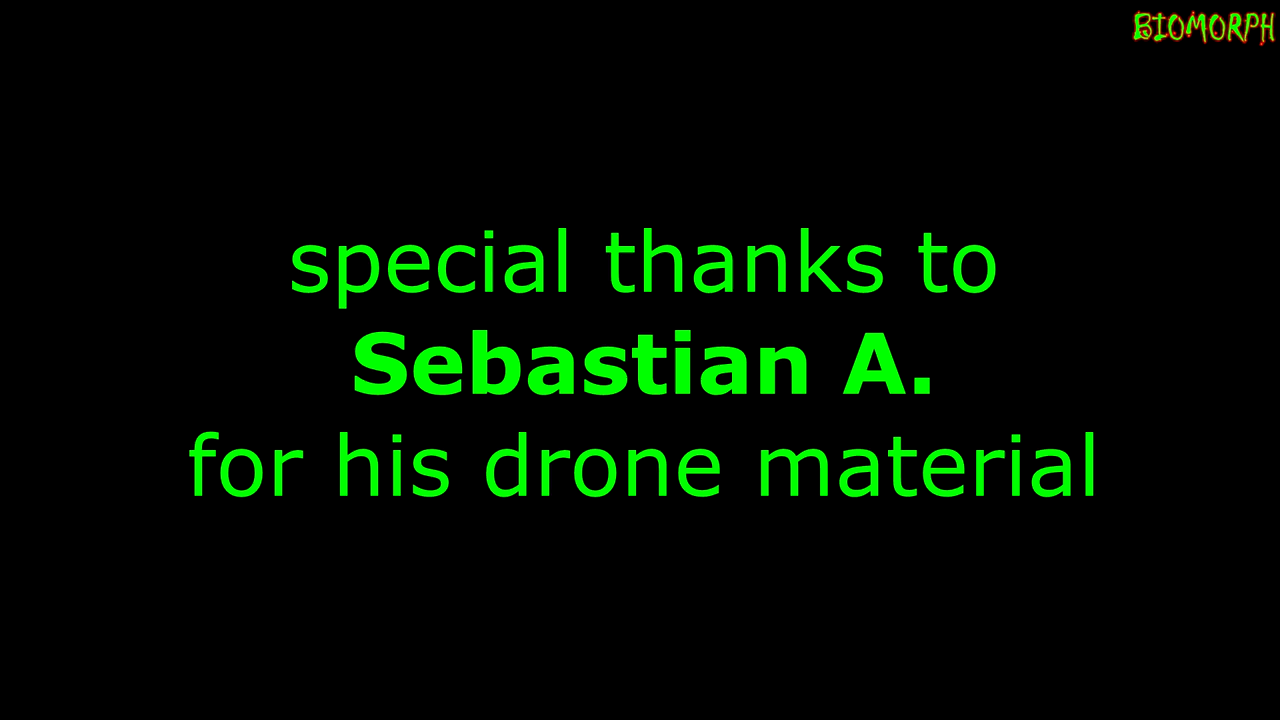 BIOMORPH
special thanks to
Sebastian A.
for his drone material